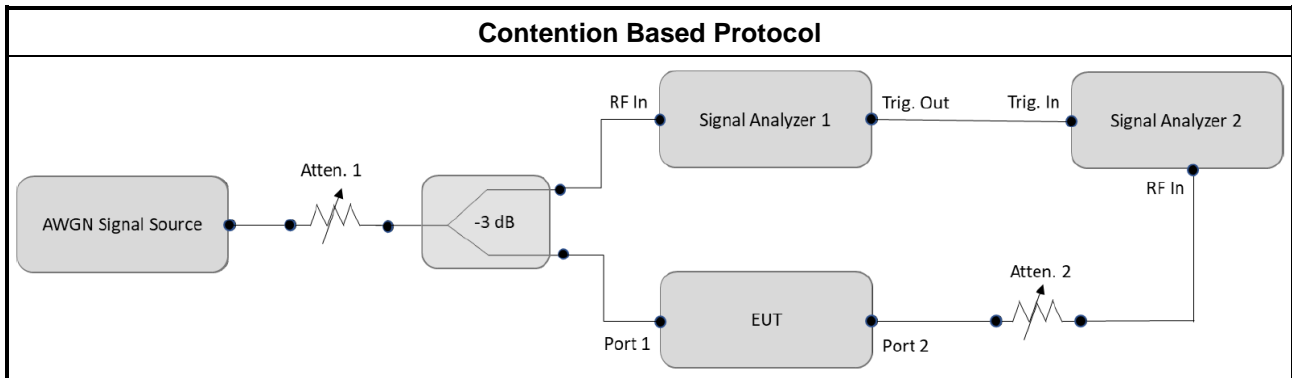 Contention Based Protocol
RF In
Signal Analyzer 1
Trig. Out
Trig. In
Signal Analyzer 2
RF In
Atten. 1
AWGN Signal Source
-3 dB
Atten. 2
EUT
Port 1
Port 2